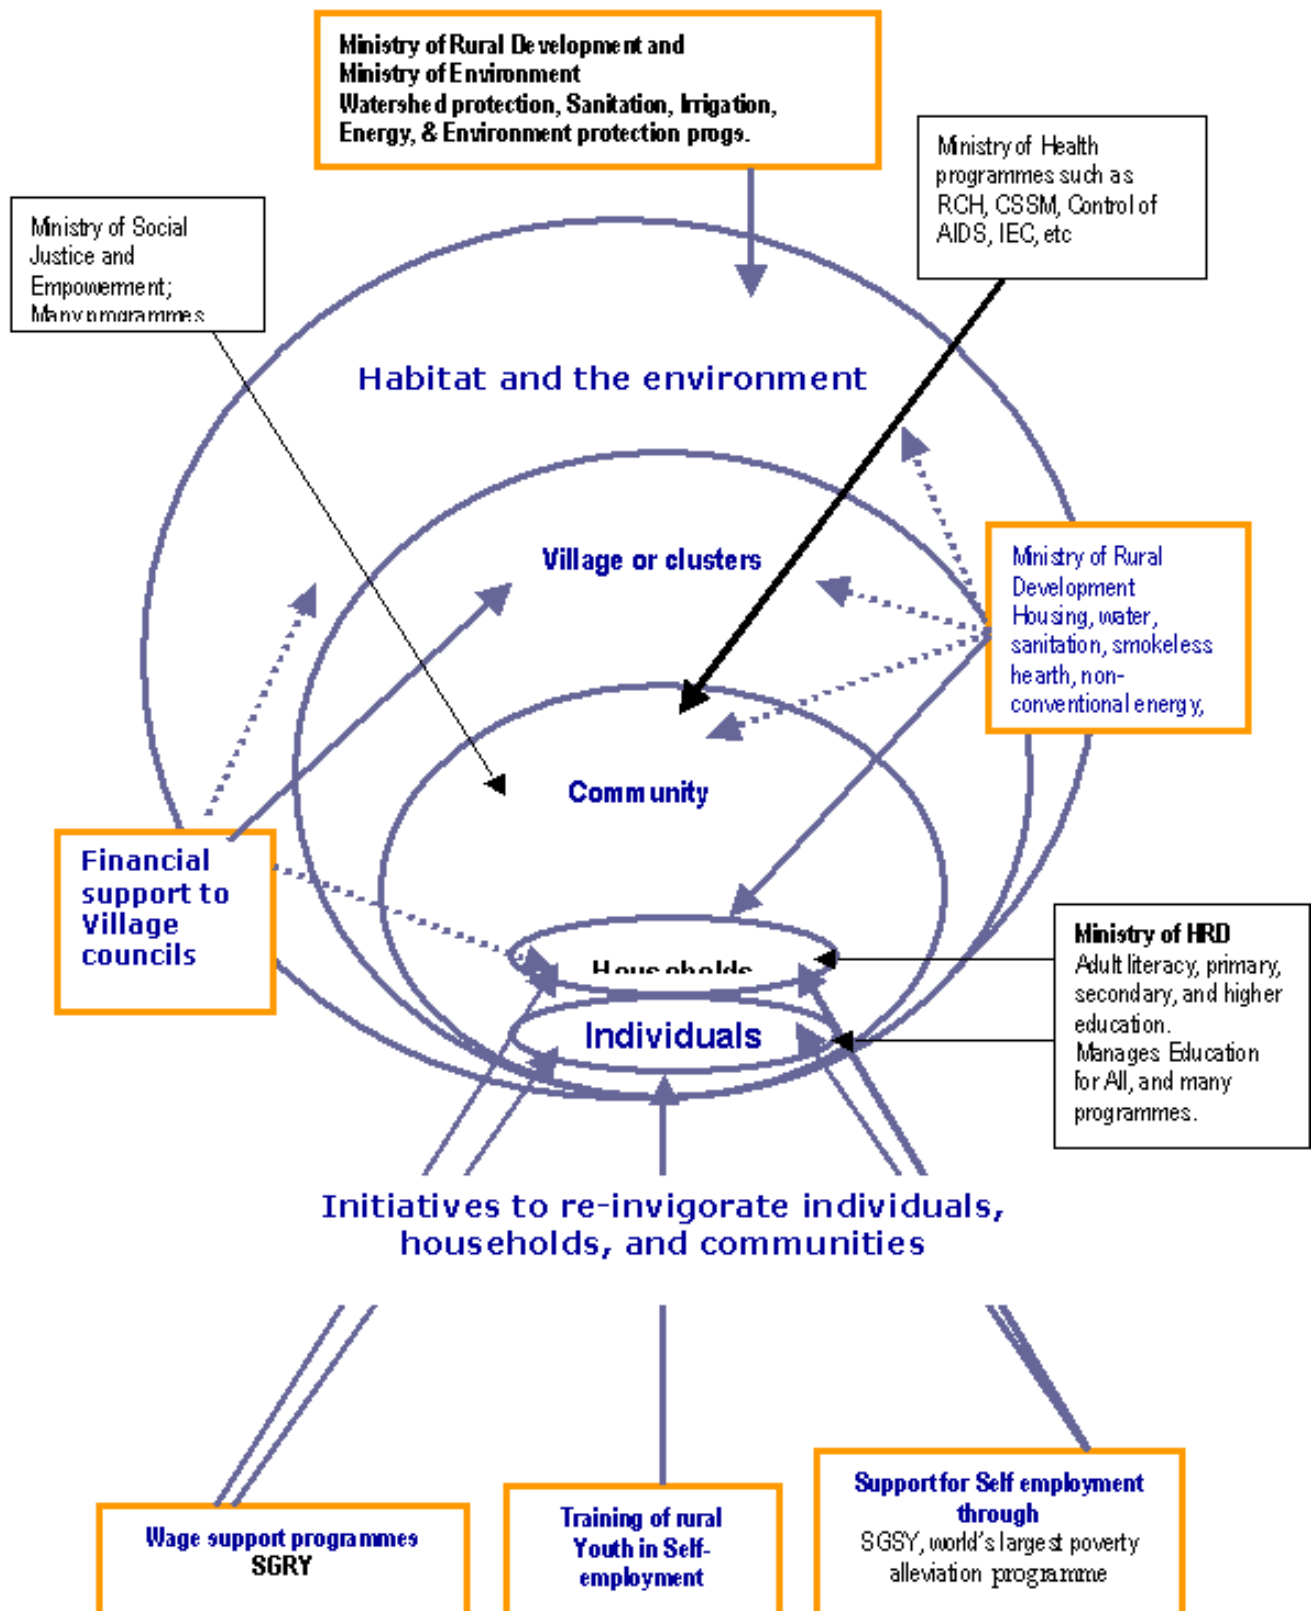 Ministry of Rural Development and
Ministry of Environment
Watershed protection, Sanitation, Irrigation,
Energy, & Environment protection progs.
Ministry of Health
programmes such as
RCH, CSSM, Control of
AIDS, IEC, etc
Ministry of Social
Justice and
Empowerment;
Many programmes
Habitat and the environment
Village or clusters
Ministry of Rural
Development
Housing, water,
sanitation, smokeless
hearth, non-
conventional energy,
Community
Financial
support to
Village
councils
Households
Individuals
Ministry of HRD
Adult literacy, primary,
secondary, and higher
education.
Manages Education
for All, and many
programmes.
Initiatives to re-invigorate individuals,
households, and communities
Wage support programmes
SGRY
Training of rural
Youth in Self-
employment
Support for Self employment
through
SGSY, world's largest poverty
alleviation programme